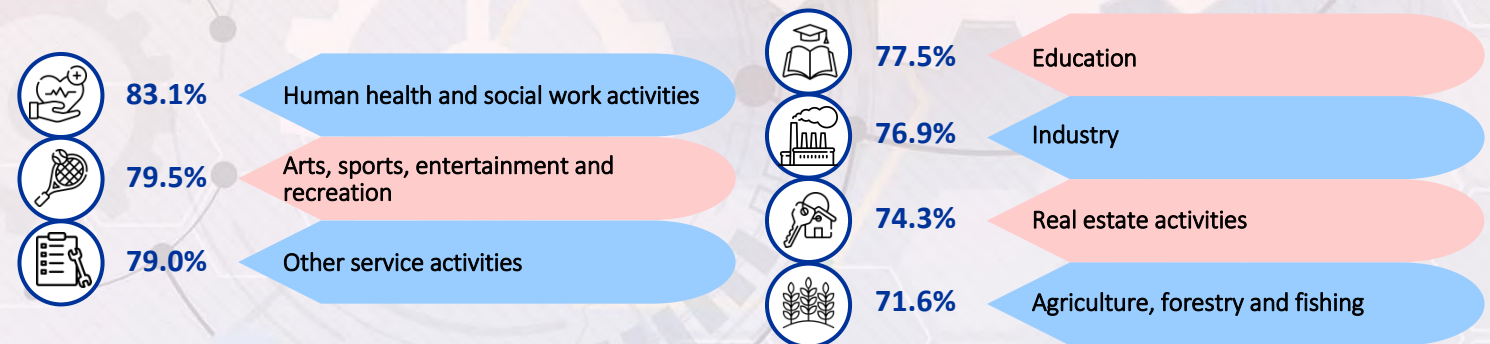 83.1%
Human health and social work activities
79.5%
Arts, sports, entertainment and
recreation
79.0%
Other service activities
77.5%
Education
76.9%
Industry
74.3%
Real estate activities
71.6%
Agriculture, forestry and fishing